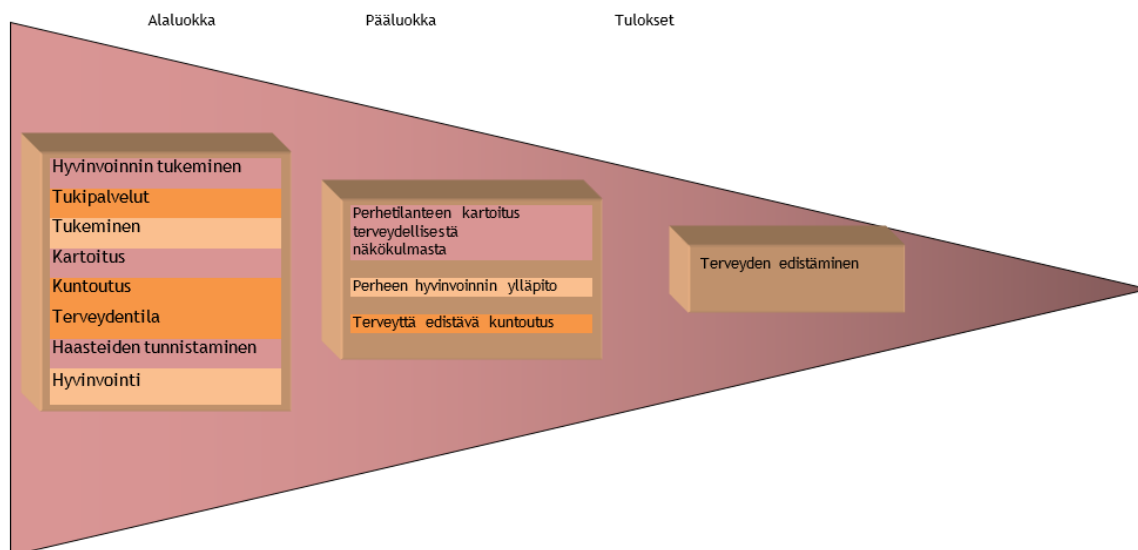 Alaluokka
Pääluokka
Tulokset
Hyvinvoinnin tukeminen
Tukipalvelut
Tukeminen
Kartoitus
Kuntoutus
Terveydentila
Haasteiden tunnistaminen
Hyvinvointi
Perhetilanteen kartoitus
terveydellisestä
näkökulmasta
Perheen hyvinvoinnin ylläpito
Terveyttä edistävä kuntoutus
Terveyden edistäminen